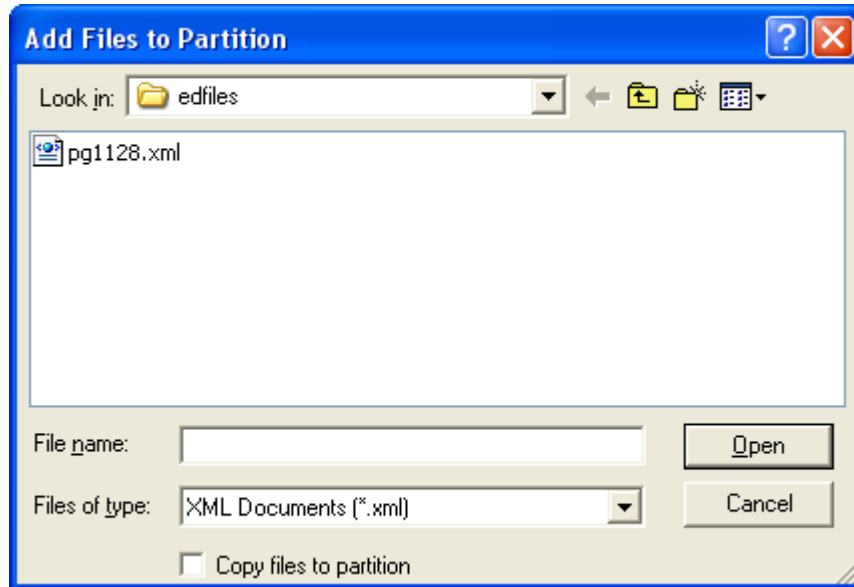 Add Files to Partition
Look in: edfiles
pg1128.xml
File name: Open
Files of type: XML Documents (*.xml) Cancel
Copy files to partition